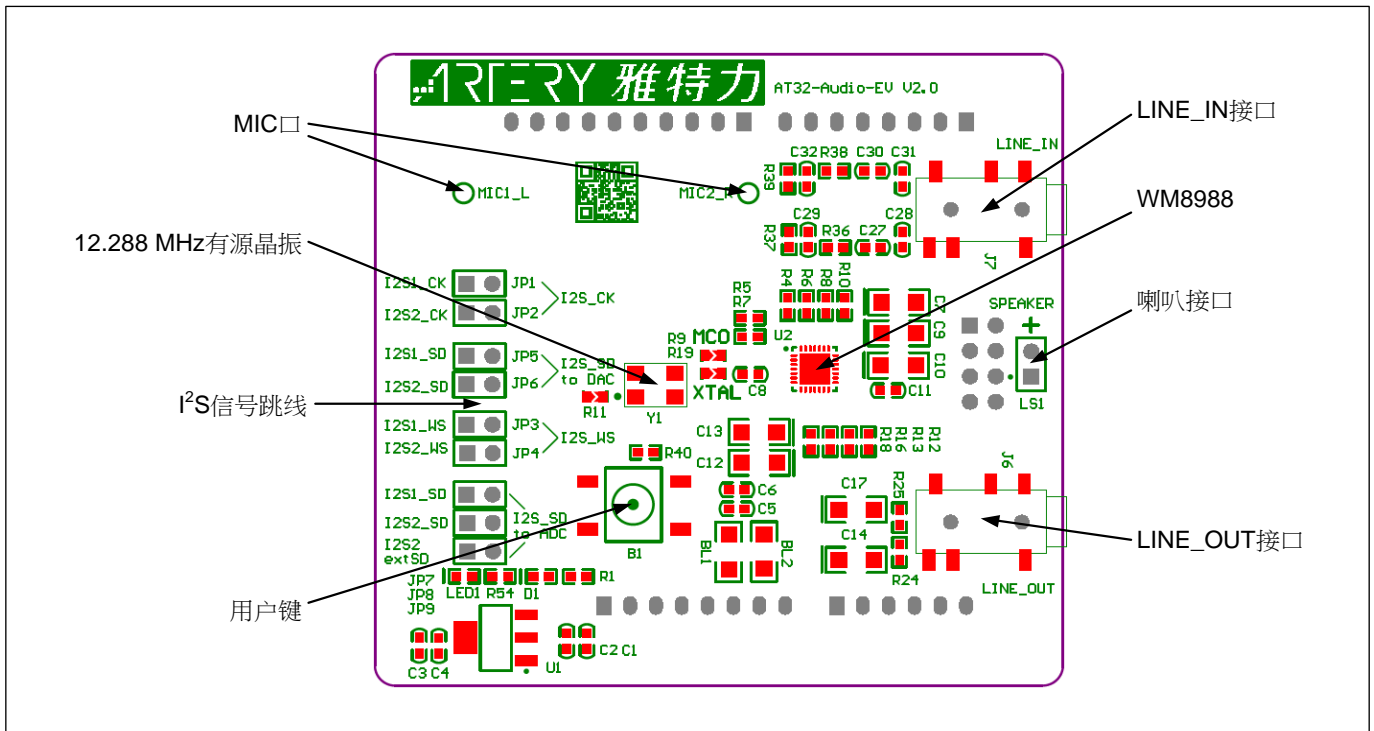 ARTERY 雅特力 AT32-Audio-EV V2.0
MIC口
LINE_IN接口
LINE_IN
C32 R38 C30 C31
R39
MIC1_L
MIC2_R
WM8988
C29 C28
R37 R36 C27
J7
12.288 MHz有源晶振
I2S1_CK JP1
I2S_CK
I2S2_CK JP2
R4 R6 R8 R10
R5
R7
C7
SPEAKER
+
喇叭接口
R9 MCO U2
R19
C9
I2S1_SD JP5 I2S_SD
I2S2_SD JP6 to DAC
C10
XTAL C8
C11
R11 Y1
LS1
I²S信号跳线
I2S1_WS JP3
I2S_WS
I2S2_WS JP4
C13
C12
R18 R16 R13 R12
R40
J6
I2S1_SD
I2S2_SD I2S_SD
to ADC
I2S2
extSD
C6
C5
C17 R25
B1
BL1 BL2
C14
R24
LINE_OUT接口
LINE_OUT
JP7 LED1 R54 D1 R1
JP8
JP9
用户键
C3 C4 U1 C2 C1